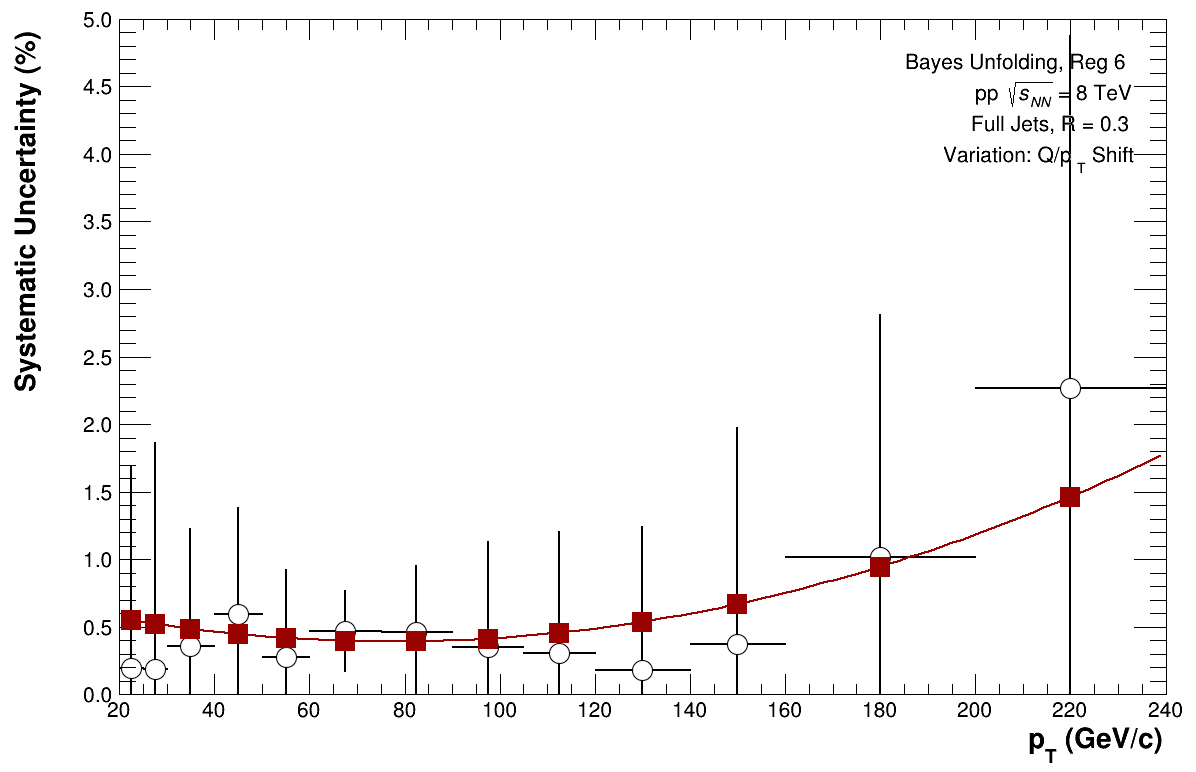 Systematic Uncertainty (%)
5.0
4.5
4.0
3.5
3.0
2.5
2.0
1.5
1.0
0.5
0.0
Bayes Unfolding, Reg 6
pp √s_NN = 8 TeV
Full Jets, R = 0.3
Variation: Q/p_T Shift
20 40 60 80 100 120 140 160 180 200 220 240
p_T (GeV/c)